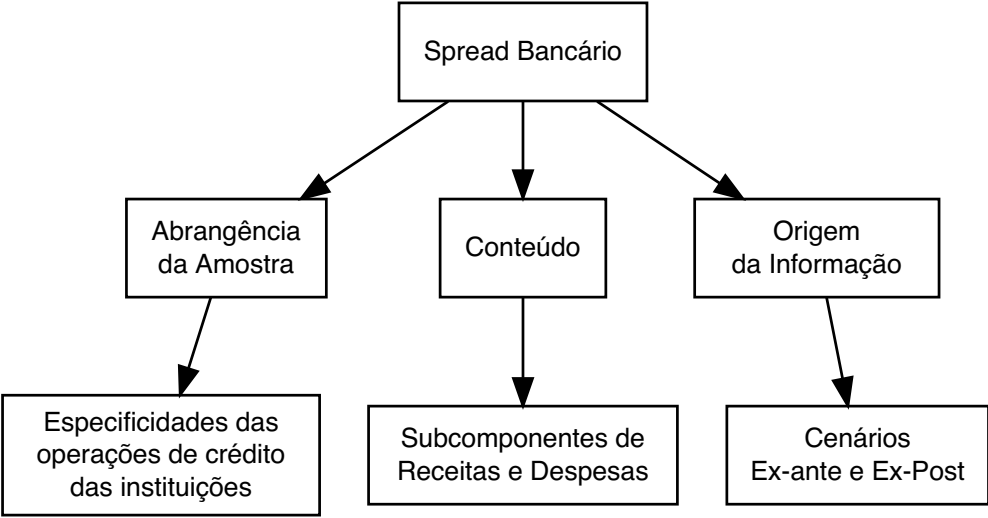 Spread Bancário
Abrangência
da Amostra
Conteúdo
Origem
da Informação
Especificidades das
operações de crédito
das instituições
Subcomponentes de
Receitas e Despesas
Cenários
Ex-ante e Ex-Post